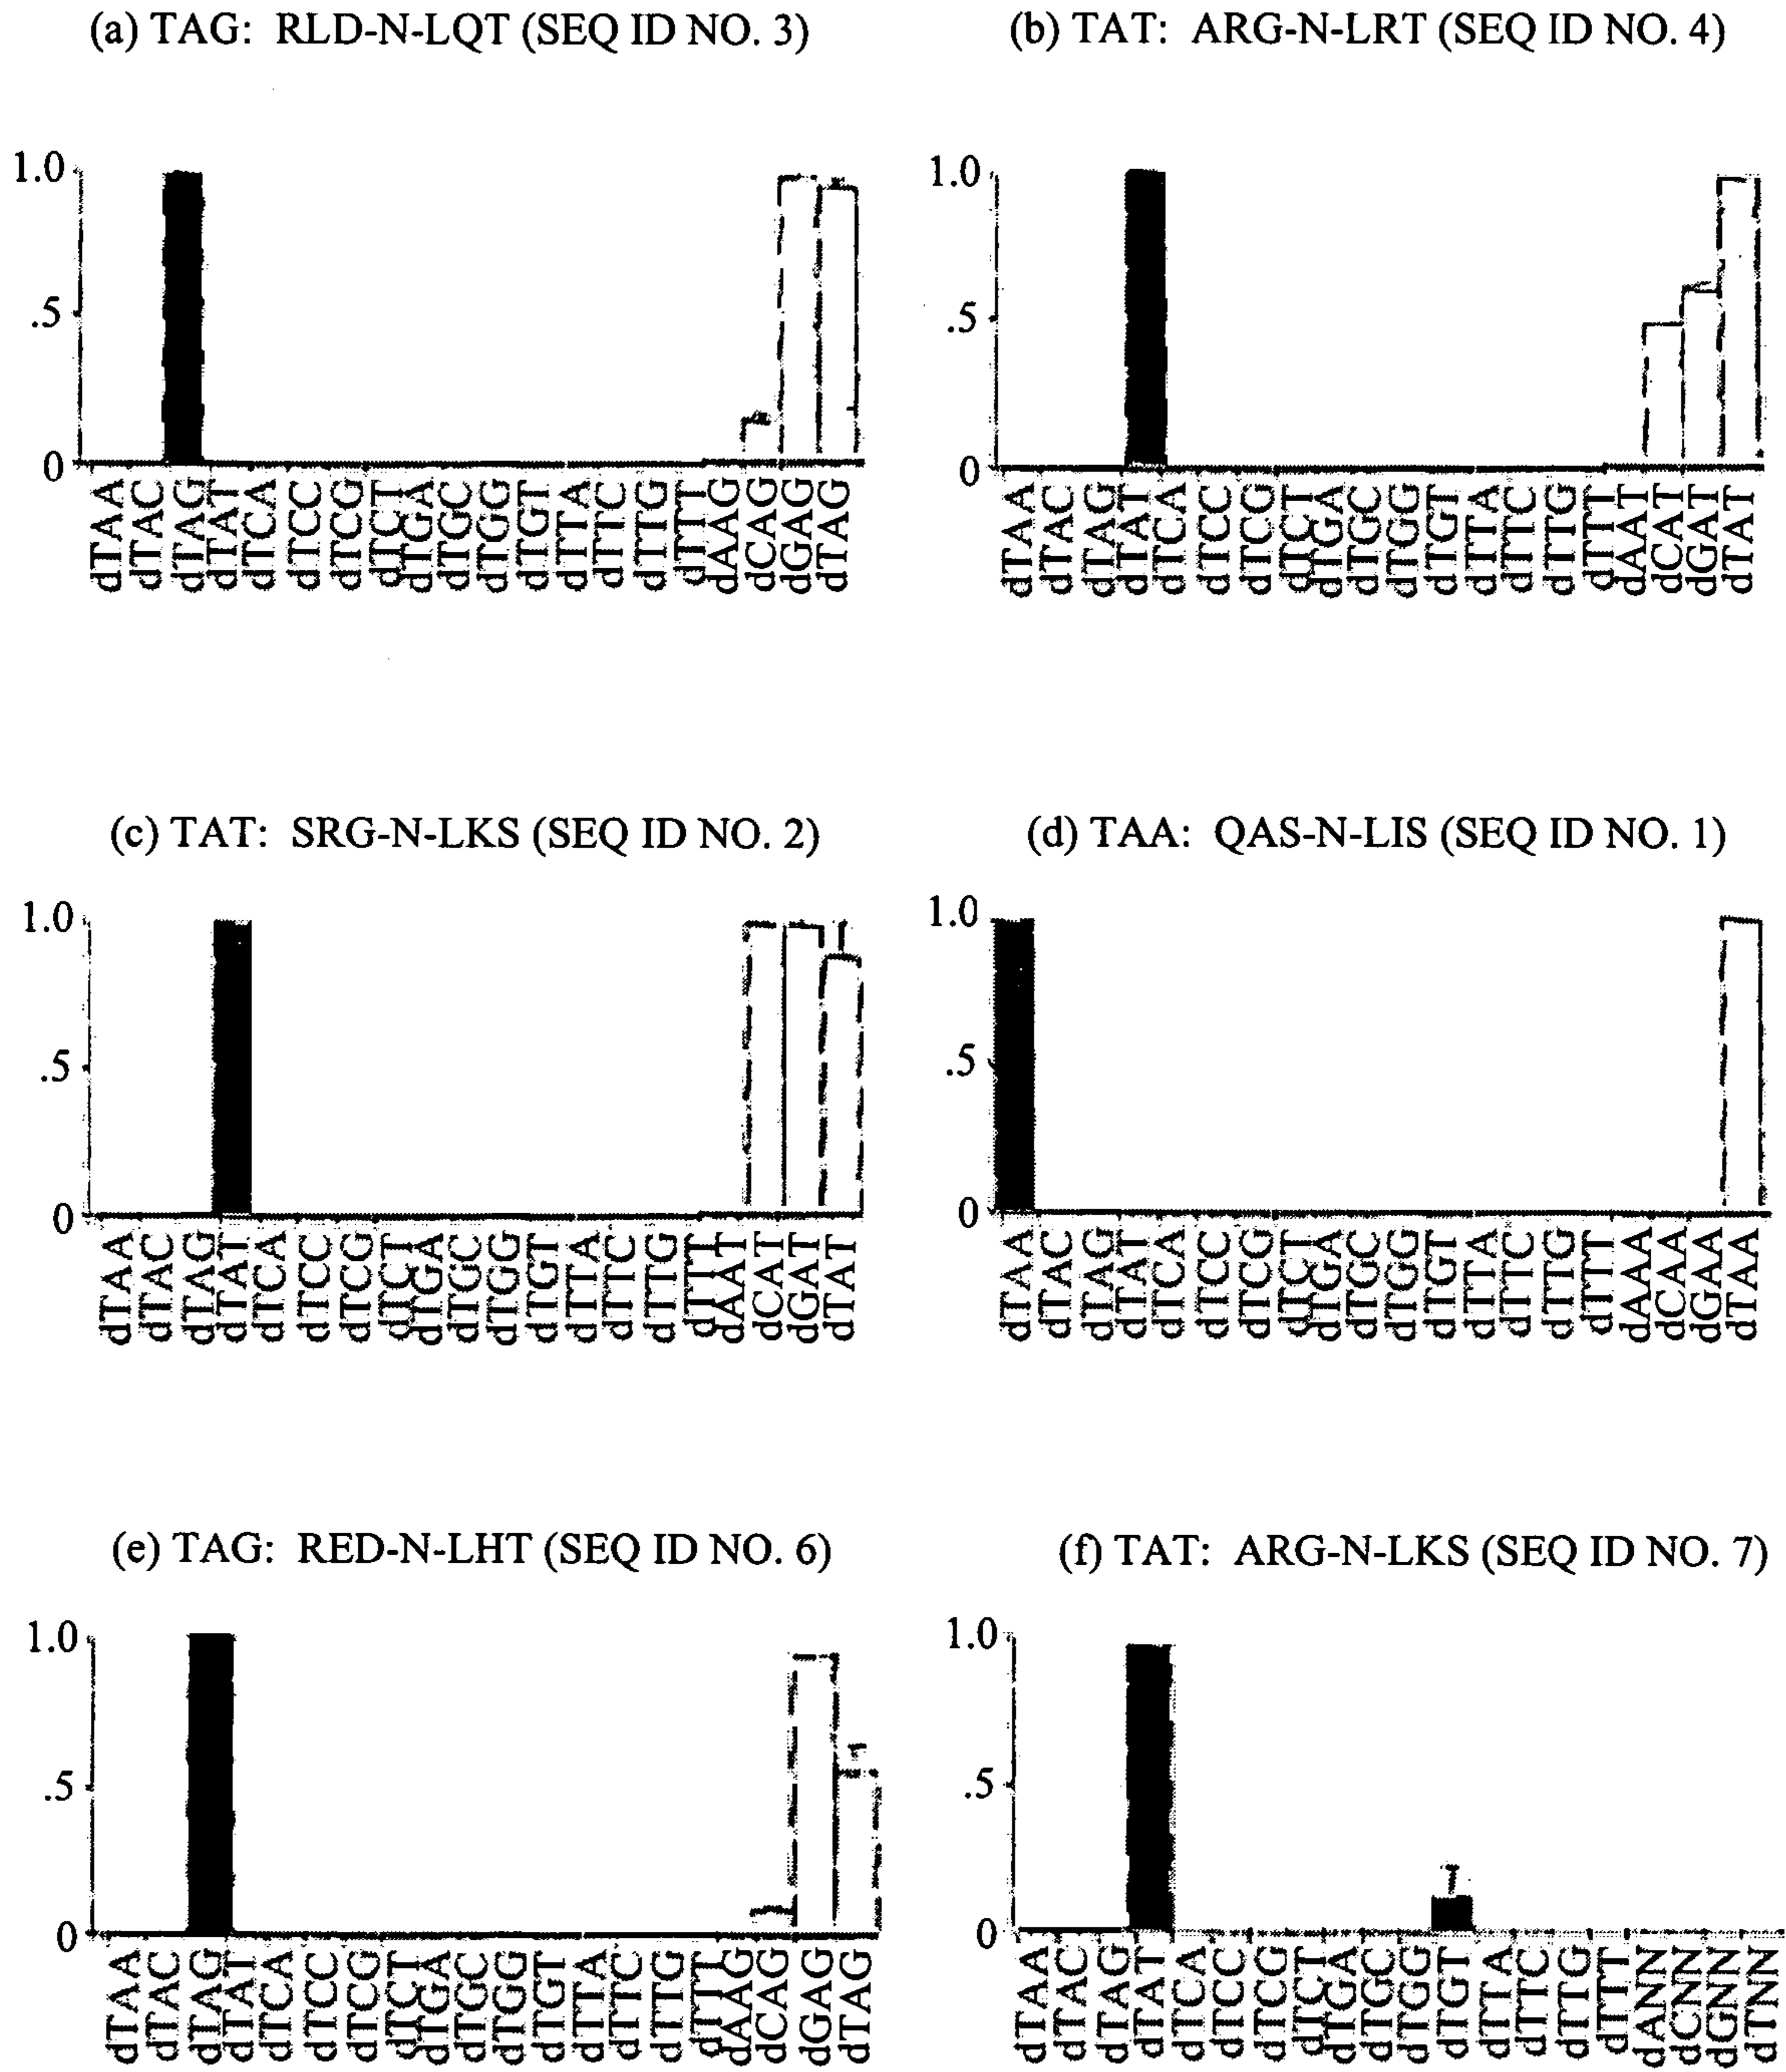 (a) TAG: RLD-N-LQT (SEQ ID NO. 3)
1.0
.5
0
dTAA dTAC dTAG dTAT dTCA dTCC dTCG dTCT dTGA dTGC dTGG dTGT dTTA dTTC dTTG dTTT dAAG dCAG dGAG dTAG
(b) TAT: ARG-N-LRT (SEQ ID NO. 4)
1.0
.5
0
dTAA dTAC dTAG dTAT dTCA dTCC dTCG dTCT dTGA dTGC dTGG dTGT dTTA dTTC dTTG dTTT dAAT dCAT dGAT dTAT
(c) TAT: SRG-N-LKS (SEQ ID NO. 2)
1.0
.5
0
dTAA dTAC dTAG dTAT dTCA dTCC dTCG dTCT dTGA dTGC dTGG dTGT dTTA dTTC dTTG dTTT dAAT dCAT dGAT dTAT
(d) TAA: QAS-N-LIS (SEQ ID NO. 1)
1.0
.5
0
dTAA dTAC dTAG dTAT dTCA dTCC dTCG dTCT dTGA dTGC dTGG dTGT dTTA dTTC dTTG dTTT dAAA dCAA dGAA dTAA
(e) TAG: RED-N-LHT (SEQ ID NO. 6)
1.0
.5
0
dTAA dTAC dTAG dTAT dTCA dTCC dTCG dTCT dTGA dTGC dTGG dTGT dTTA dTTC dTTG dTTT dAAG dCAG dGAG dTAG
(f) TAT: ARG-N-LKS (SEQ ID NO. 7)
1.0
.5
0
dTAA dTAC dTAG dTAT dTCA dTCC dTCG dTCT dTGA dTGC dTGG dTGT dTTA dTTC dTTG dTTT dANN dCNN dGNN dTNN